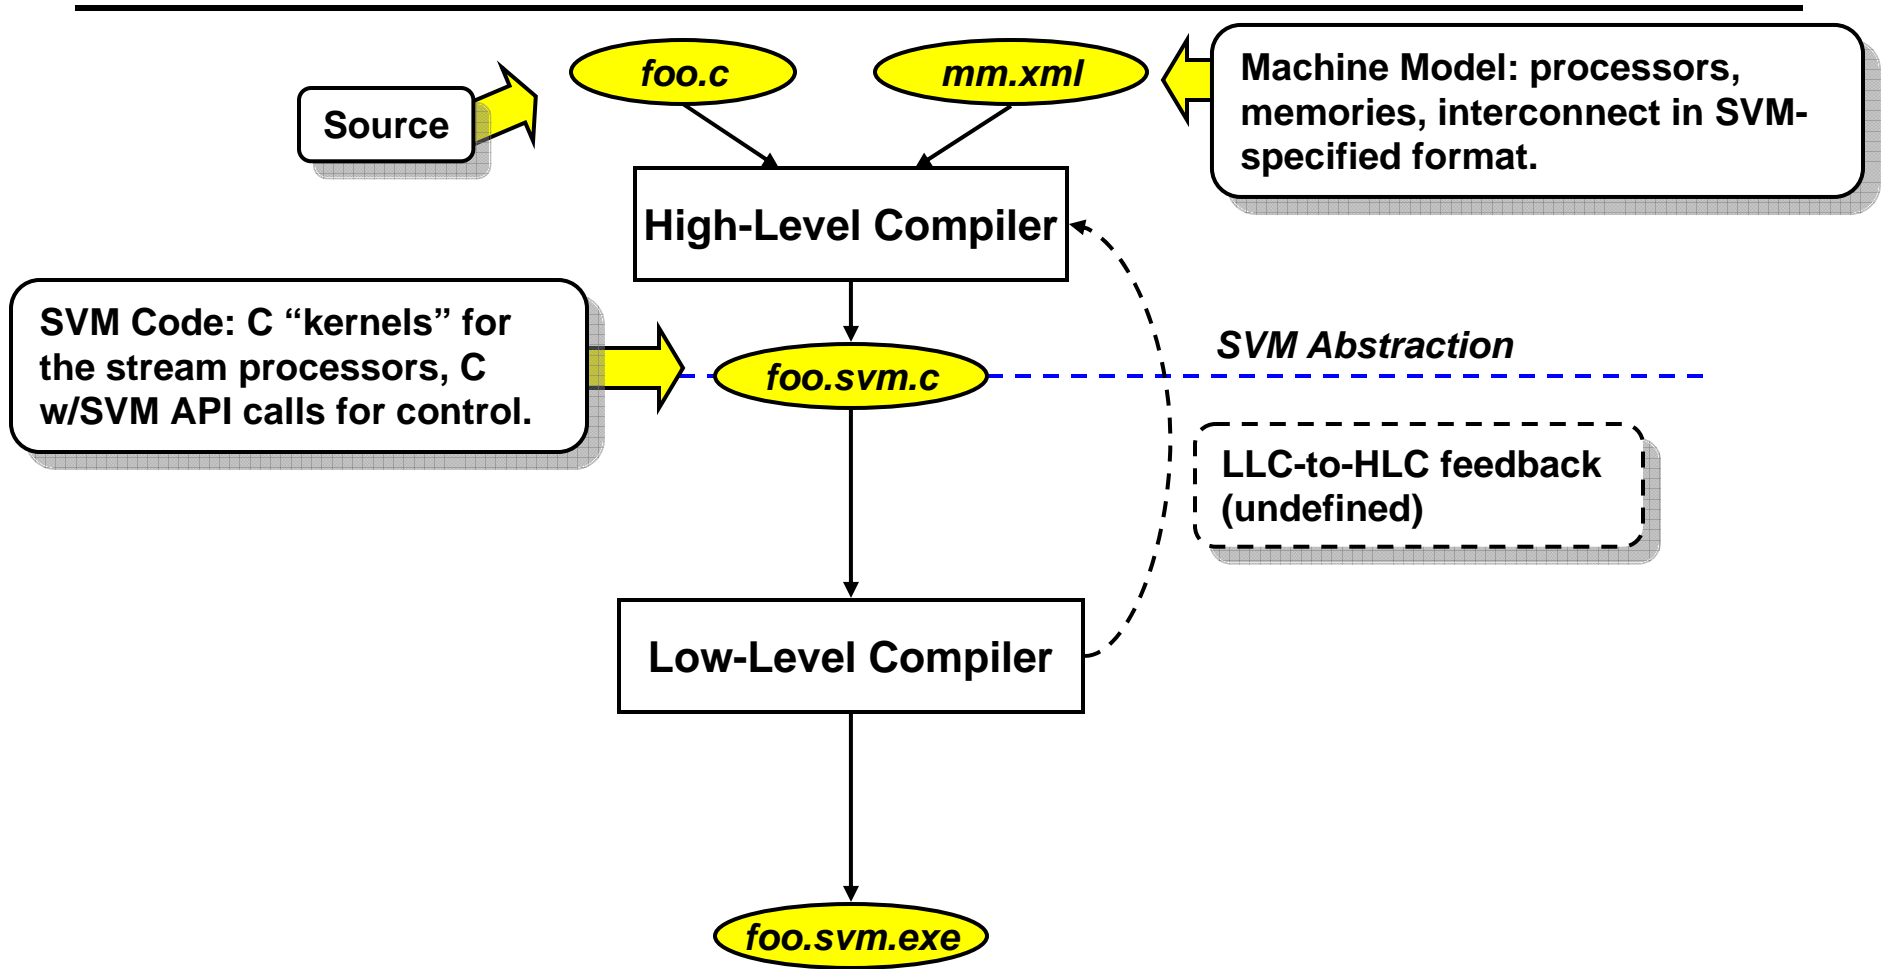 foo.c
mm.xml
Source
Machine Model: processors,
memories, interconnect in SVM-
specified format.
High-Level Compiler
SVM Code: C “kernels” for
the stream processors, C
w/SVM API calls for control.
SVM Abstraction
foo.svm.c
LLC-to-HLC feedback
(undefined)
Low-Level Compiler
foo.svm.exe